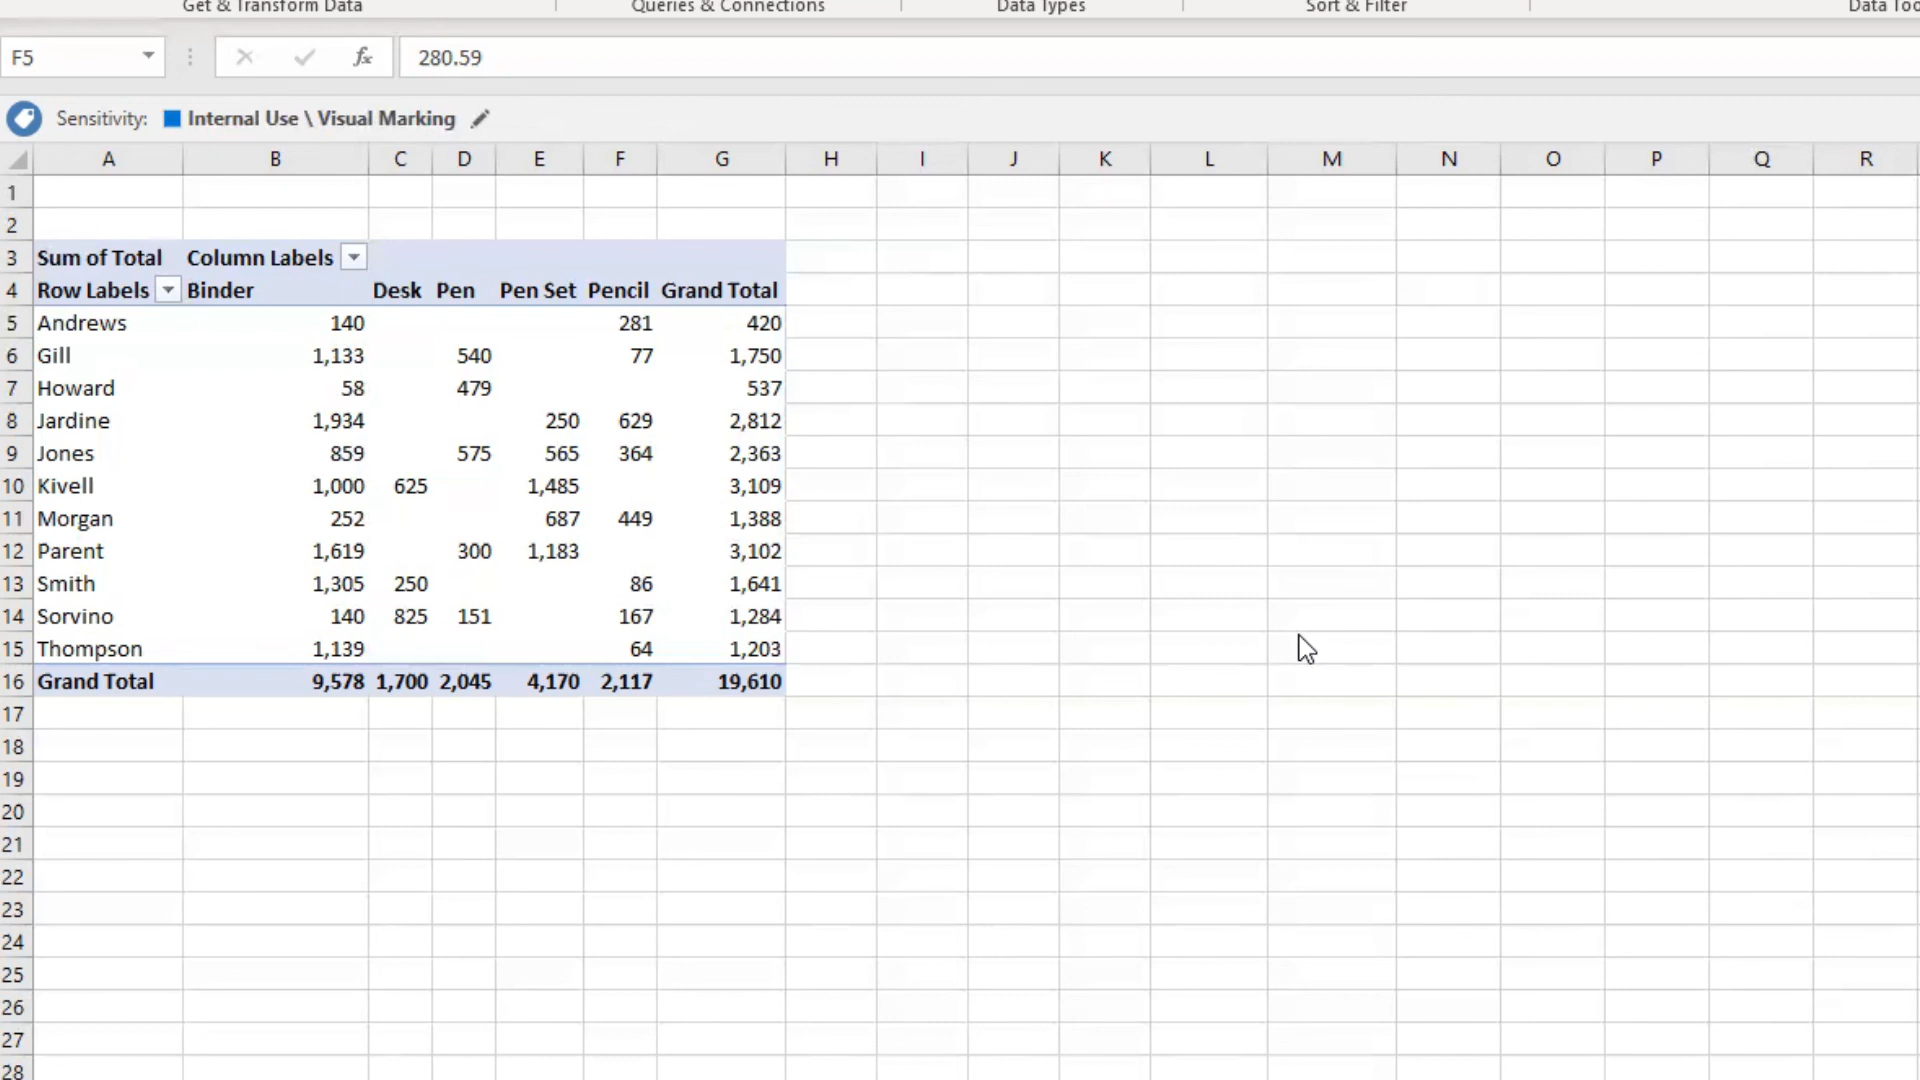 Get & Transform Data Queries & Connections Data Types Sort & Filter Data Too
F5 fx 280.59
Sensitivity: Internal Use \ Visual Marking
A B C D E F G H I J K L M N O P Q R
1
2
3 Sum of Total Column Labels
4 Row Labels Binder Desk Pen Pen Set Pencil Grand Total
5 Andrews 140 281 420
6 Gill 1,133 540 77 1,750
7 Howard 58 479 537
8 Jardine 1,934 250 629 2,812
9 Jones 859 575 565 364 2,363
10 Kivell 1,000 625 1,485 3,109
11 Morgan 252 687 449 1,388
12 Parent 1,619 300 1,183 3,102
13 Smith 1,305 250 86 1,641
14 Sorvino 140 825 151 167 1,284
15 Thompson 1,139 64 1,203
16 Grand Total 9,578 1,700 2,045 4,170 2,117 19,610
17
18
19
20
21
22
23
24
25
26
27
28